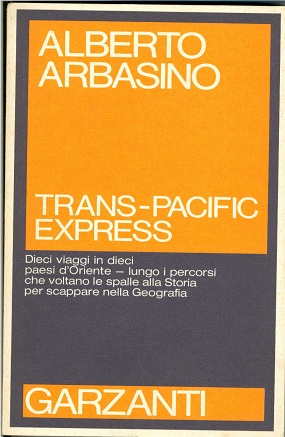 ALBERTO
ARBASINO
TRANS-PACIFIC
EXPRESS
Dieci viaggi in dieci
paesi d'Oriente – lungo i percorsi
che voltano le spalle alla Storia
per scappare nella Geografia
GARZANTI